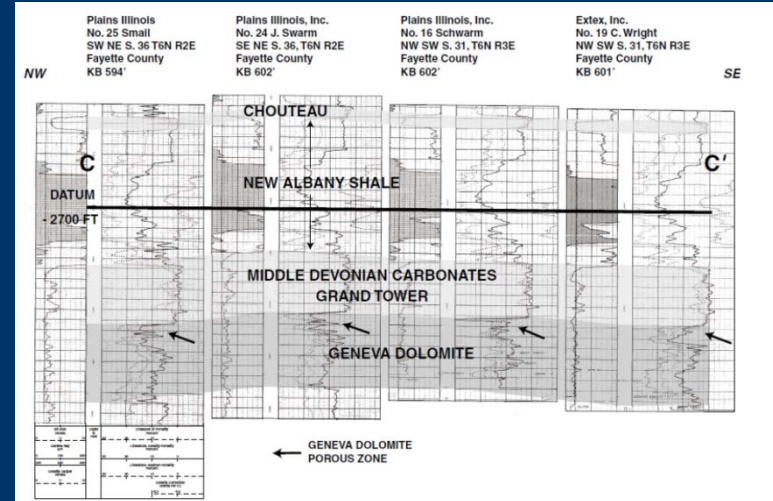 Plains Illinois
No. 25 Small
SW NE S. 36 T6N R2E
Fayette County
KB 594'
Plains Illinois, Inc.
No. 24 J. Swarm
SE NE S. 36, T6N R2E
Fayette County
KB 602'
Plains Illinois, Inc.
No. 16 Schwarm
NW SW S. 31, T6N R3E
Fayette County
KB 602'
Extex, Inc.
No. 19 C. Wright
NW SW S. 31, T6N R3E
Fayette County
KB 601'
NW
SE
CHOUTEAU
C
C'
NEW ALBANY SHALE
DATUM
- 2700 FT
MIDDLE DEVONIAN CARBONATES
GRAND TOWER
GENEVA DOLOMITE
GENEVA DOLOMITE
POROUS ZONE